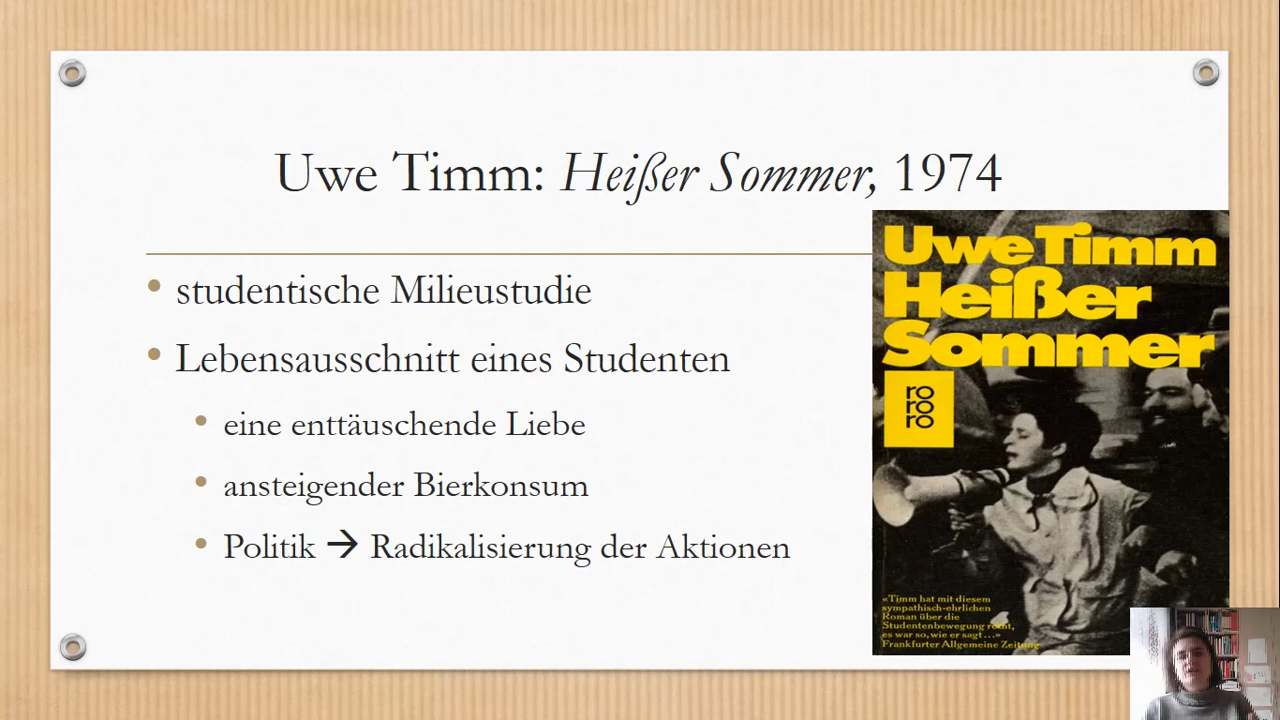 Uwe Timm: Heißer Sommer, 1974
• studentische Milieustudie
• Lebensausschnitt eines Studenten
• eine enttäuschende Liebe
• ansteigender Bierkonsum
• Politik → Radikalisierung der Aktionen
Uwe Timm
Heißer
Sommer
ro
ro
ro
«Timm hat mit diesem
sympathisch-ehrlichen
Roman über die
Studentenbewegung recht,
es war so, wie er sagt...»
Frankfurter Allgemeine Zeitung